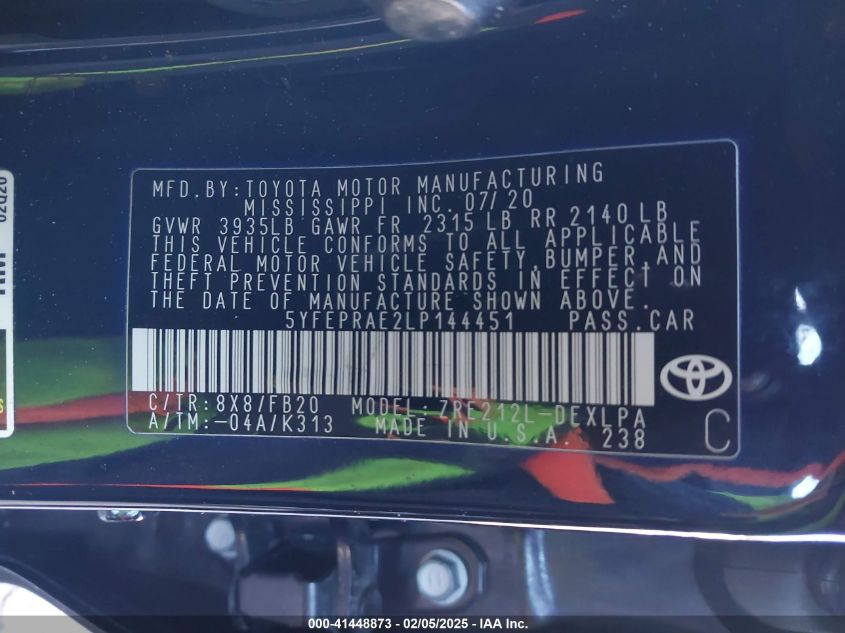 MFD. BY: TOYOTA MOTOR MANUFACTURING
MISSISSIPPI INC. 07/20
GVWR 3935LB GAWR FR 2315 LB RR 2140 LB
THIS VEHICLE CONFORMS TO ALL APPLICABLE
FEDERAL MOTOR VEHICLE SAFETY, BUMPER, AND
THEFT PREVENTION STANDARDS IN EFFECT ON
THE DATE OF MANUFACTURE SHOWN ABOVE.
5YFEPRAE2LP144451 PASS.CAR
C/TR: 8X8/FB20 MODEL: ZRE212L-DEXLPA
A/TM: -04A/K313 MADE IN U.S.A. 238
C
000-41448873 - 02/05/2025 - IAA Inc.